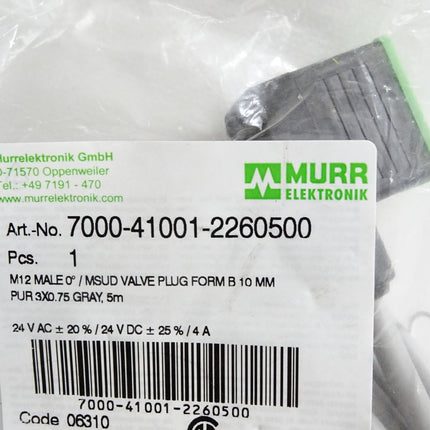 Murrelektronik GmbH
D-71570 Oppenweiler
Tel.: +49 7191 - 470
www.murrelektronik.com
MURR
ELEKTRONIK
Art.-No. 7000-41001-2260500
Pcs. 1
M12 MALE 0° / MSUD VALVE PLUG FORM B 10 MM
PUR 3X0.75 GRAY, 5m
24 V AC ± 20% / 24 V DC ± 25% / 4 A
7000-41001-2260500
Code 06310